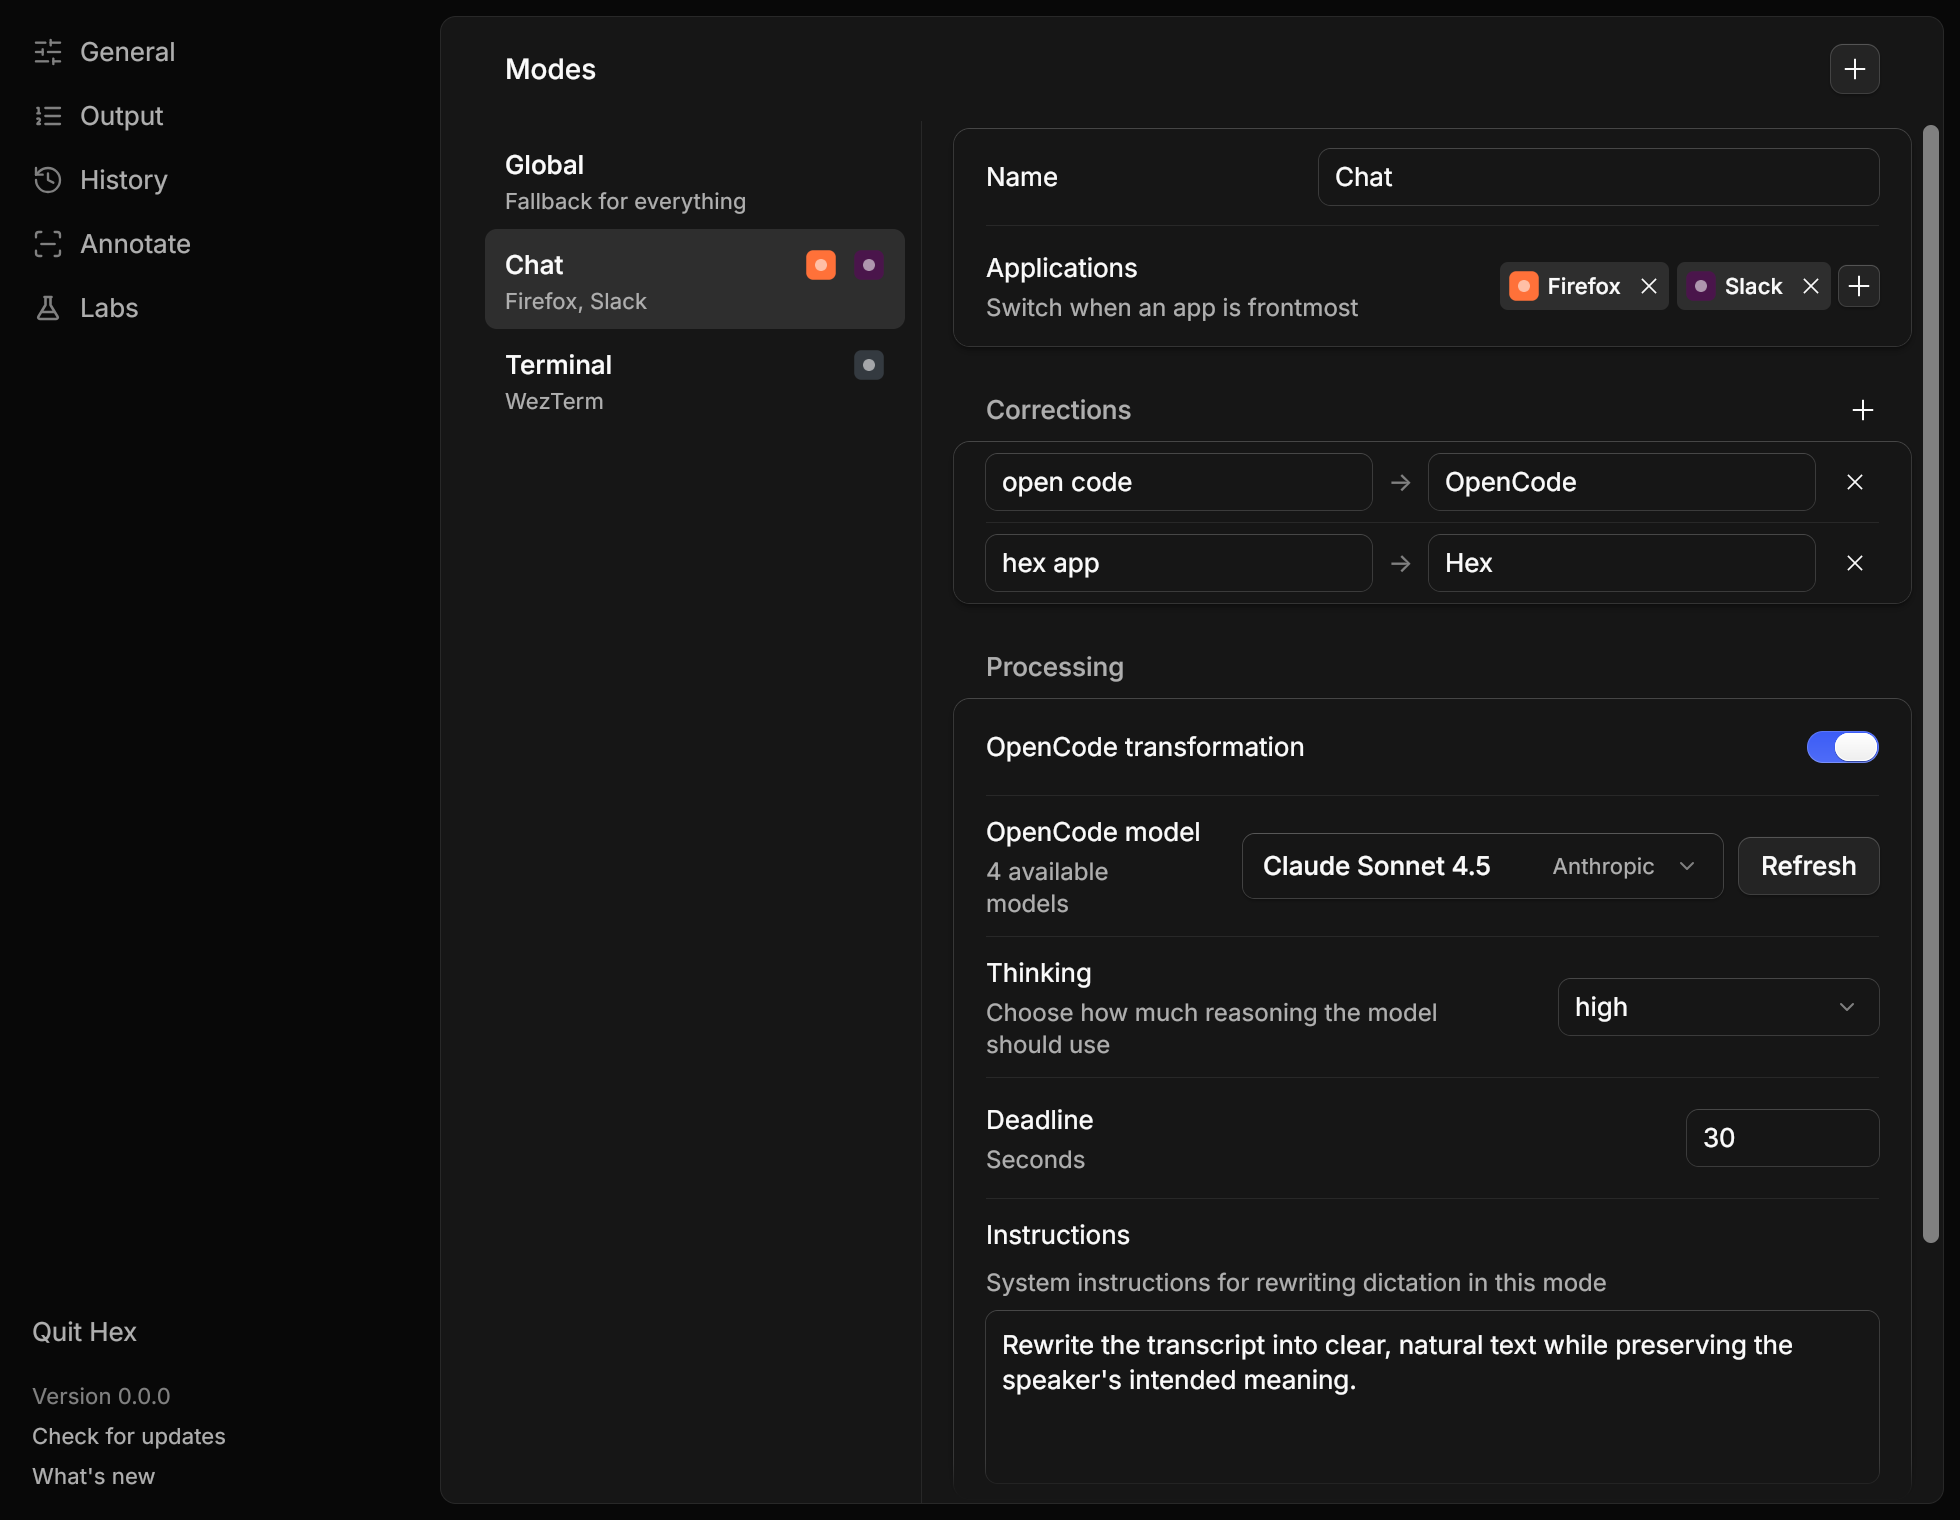 General
Output
History
Annotate
Labs
Quit Hex
Version 0.0.0
Check for updates
What's new
Modes
Global
Fallback for everything
Chat
Firefox, Slack
Terminal
WezTerm
Name
Chat
Applications
Switch when an app is frontmost
Firefox
Slack
Corrections
open code → OpenCode
hex app → Hex
Processing
OpenCode transformation
OpenCode model
4 available
models
Claude Sonnet 4.5 Anthropic
Refresh
Thinking
Choose how much reasoning the model
should use
high
Deadline
Seconds
30
Instructions
System instructions for rewriting dictation in this mode
Rewrite the transcript into clear, natural text while preserving the
speaker's intended meaning.